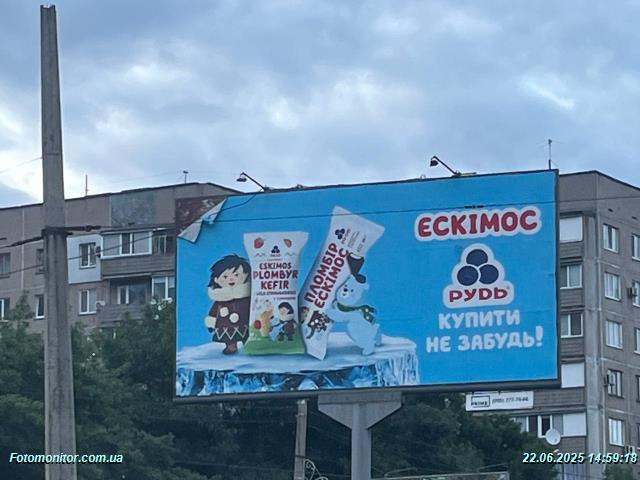 ЕСКІМОС
РУДЬ
КУПИТИ
НЕ ЗАБУДЬ!
ESKIMOS
PLOMBYR
KEFIR
ПЛОМБІР
ЕСКІМОС
Fotomonitor.com.ua
22.06.2025 14:59:18